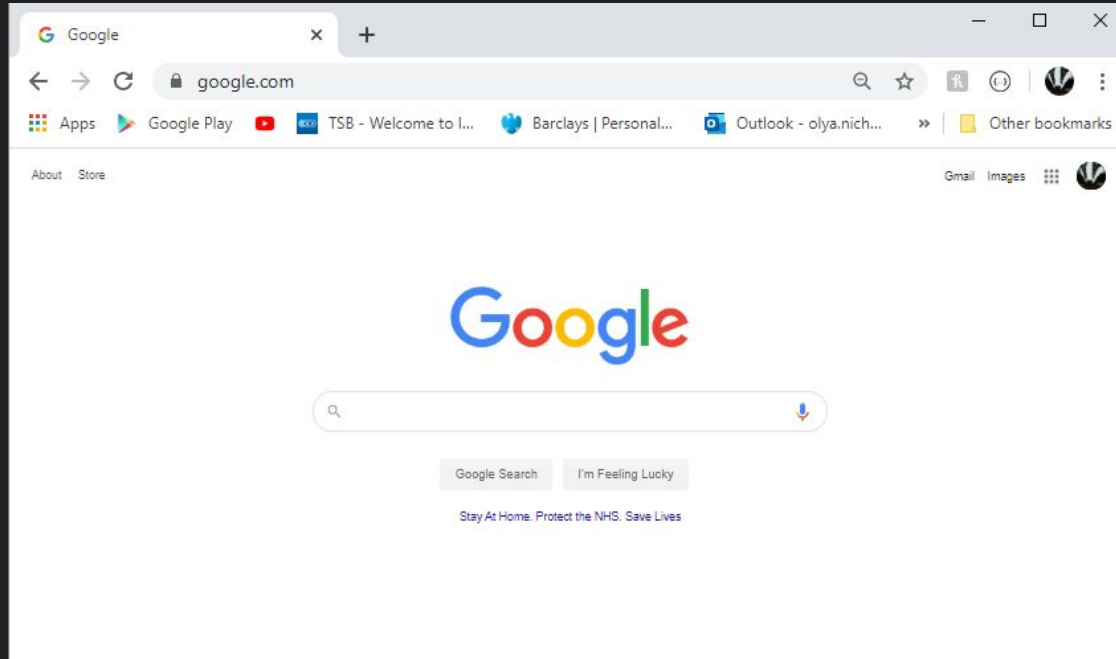 Google
google.com
Apps Google Play TSB - Welcome to I... Barclays | Personal... Outlook - olya.nich... » Other bookmarks
About Store Gmail Images
Google
Google Search I'm Feeling Lucky
Stay At Home. Protect the NHS. Save Lives